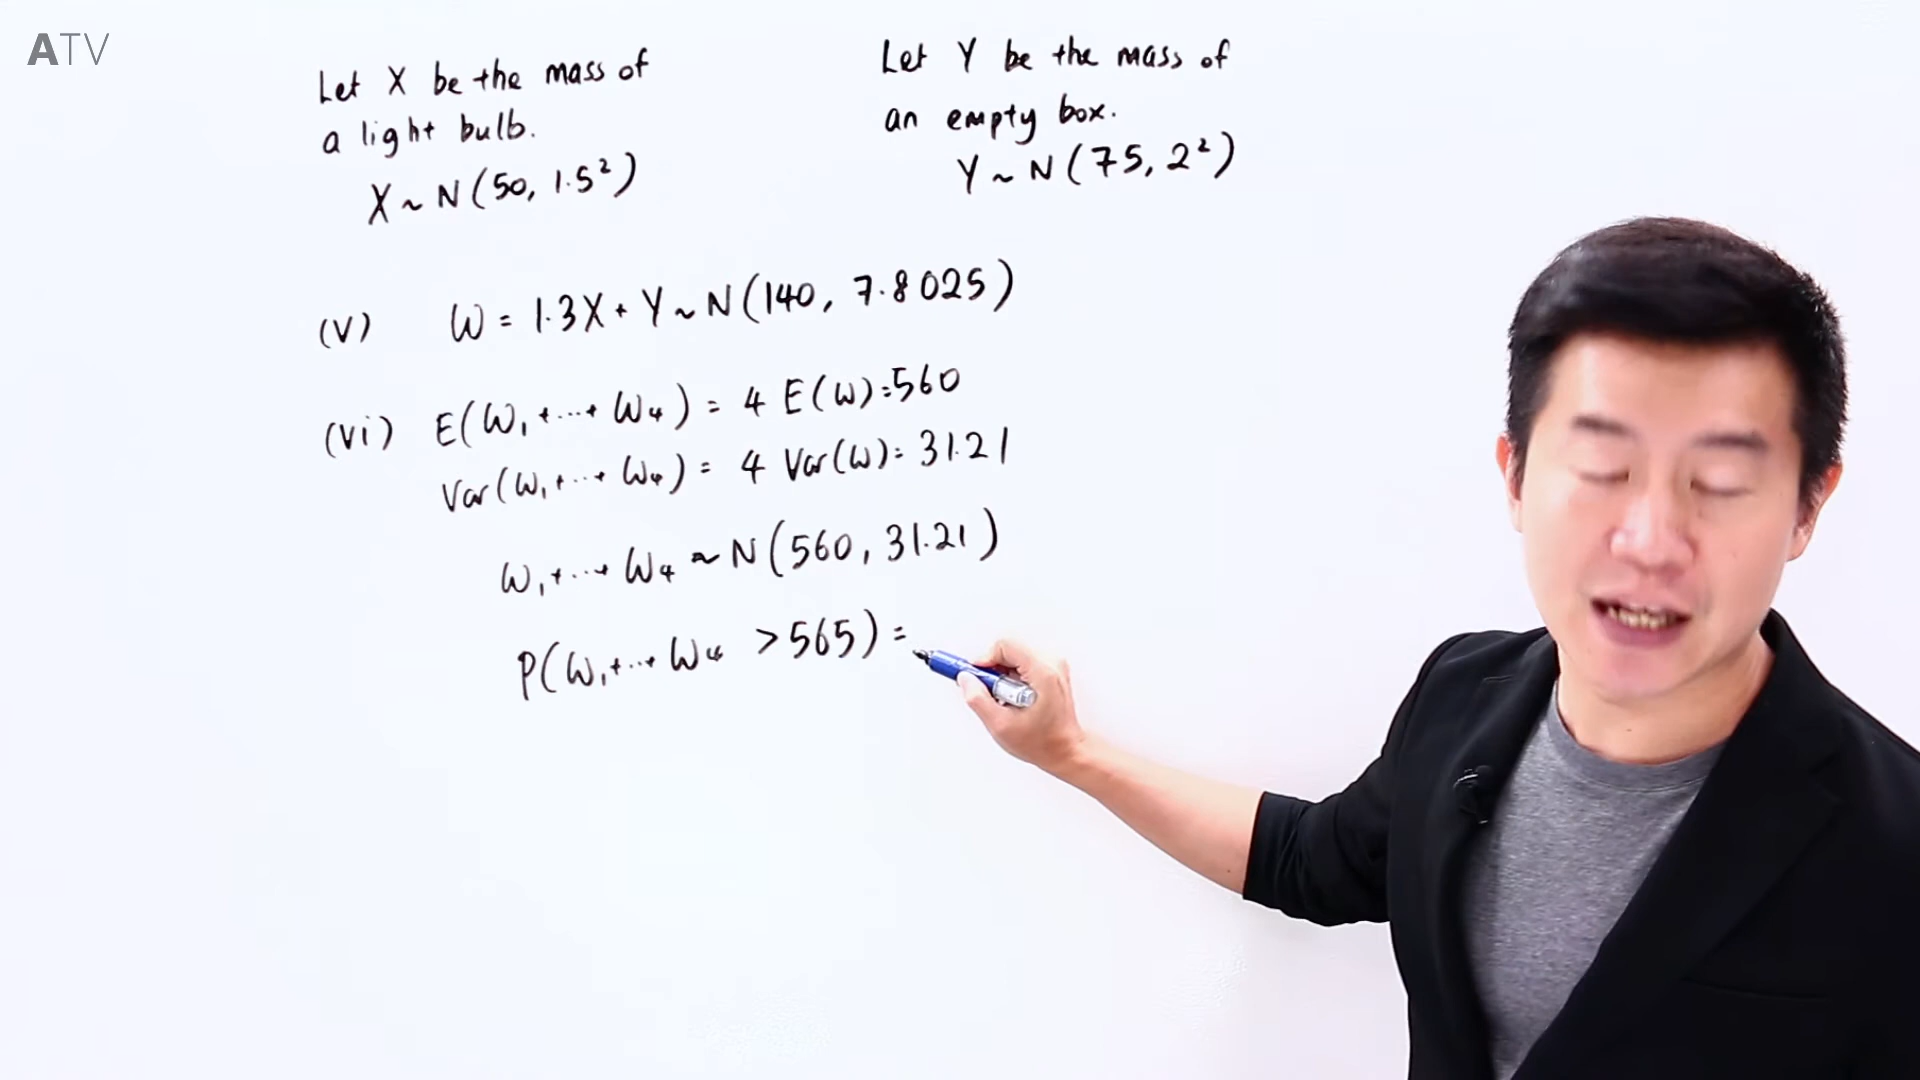 ATV
Let X be the mass of
a light bulb.
X ~ N(50, 1.5²)
Let Y be the mass of
an empty box.
Y ~ N(75, 2²)
(V) W = 1.3X + Y ~ N(140, 7.8025)
(Vi) E(W₁+...+W₄) = 4 E(W)=560
Var(W₁+...+W₄) = 4 Var(W)= 31.21
W₁+...+W₄ ~ N(560, 31.21)
P(W₁+...+W₄ >565) =